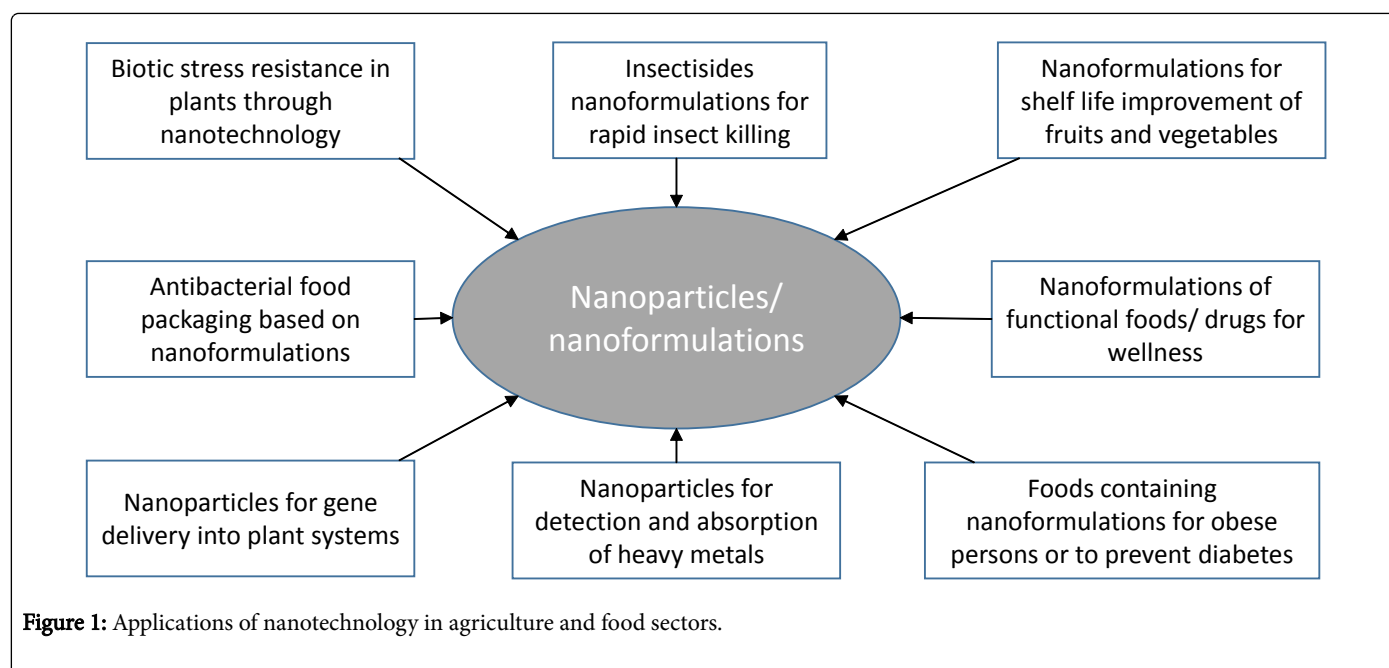 Biotic stress resistance in
plants through
nanotechnology
Insectisides
nanoformulations for
rapid insect killing
Nanoformulations for
shelf life improvement of
fruits and vegetables
Antibacterial food
packaging based on
nanoformulations
Nanoparticles/
nanoformulations
Nanoformulations of
functional foods/ drugs for
wellness
Nanoparticles for gene
delivery into plant systems
Nanoparticles for
detection and absorption
of heavy metals
Foods containing
nanoformulations for obese
persons or to prevent diabetes
Figure 1: Applications of nanotechnology in agriculture and food sectors.